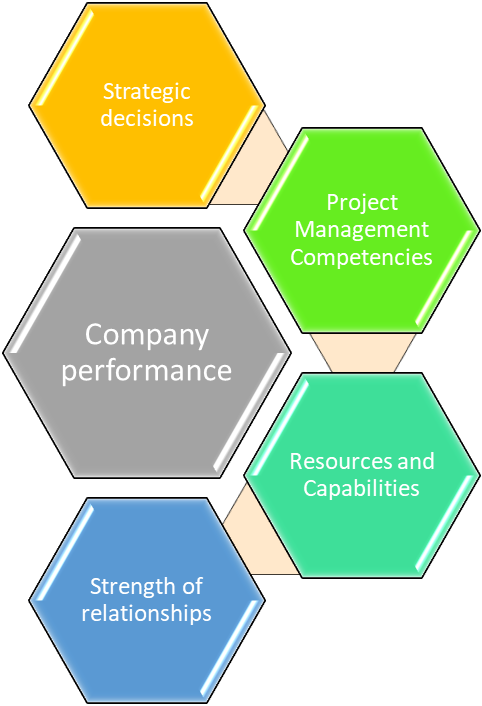 Strategic
decisions
Project
Management
Competencies
Company
performance
Resources and
Capabilities
Strength of
relationships